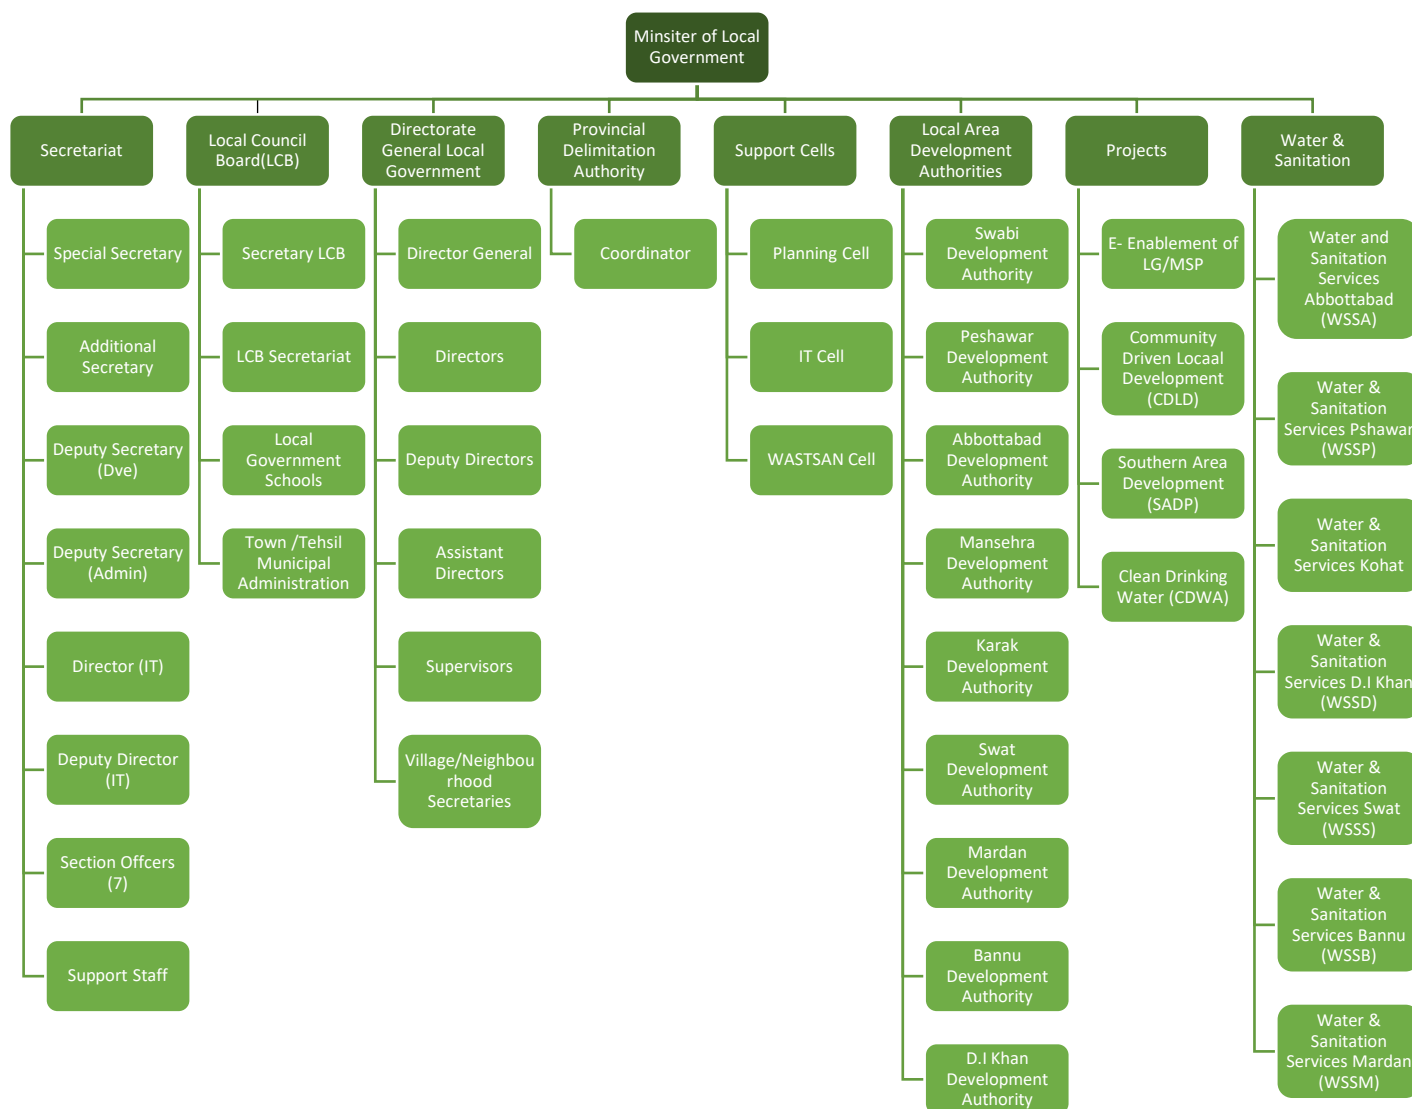 Minsiter of Local
Government
Secretariat
Special Secretary
Additional
Secretary
Deputy Secretary
(Dve)
Deputy Secretary
(Admin)
Director (IT)
Deputy Director
(IT)
Section Offcers
(7)
Support Staff
Local Council
Board(LCB)
Secretary LCB
LCB Secretariat
Local
Government
Schools
Town /Tehsil
Municipal
Administration
Directorate
General Local
Government
Director General
Directors
Deputy Directors
Assistant
Directors
Supervisors
Village/Neighbou
rhood
Secretaries
Provincial
Delimitation
Authority
Coordinator
Support Cells
Planning Cell
IT Cell
WASTSAN Cell
Local Area
Development
Authorities
Swabi
Development
Authority
Peshawar
Development
Authority
Abbottabad
Development
Authority
Mansehra
Development
Authority
Karak
Development
Authority
Swat
Development
Authority
Mardan
Development
Authority
Bannu
Development
Authority
D.I Khan
Development
Authority
Projects
E- Enablement of
LG/MSP
Community
Driven Locaal
Development
(CDLD)
Southern Area
Development
(SADP)
Clean Drinking
Water (CDWA)
Water &
Sanitation
Water and
Sanitation
Services
Abbottabad
(WSSA)
Water &
Sanitation
Services Pshawar
(WSSP)
Water &
Sanitation
Services Kohat
Water &
Sanitation
Services D.I Khan
(WSSD)
Water &
Sanitation
Services Swat
(WSSS)
Water &
Sanitation
Services Bannu
(WSSB)
Water &
Sanitation
Services Mardan
(WSSM)